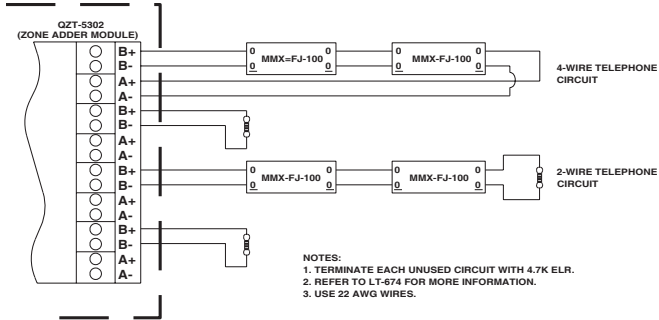 QZT-5302
(ZONE ADDER MODULE)
B+
B-
A+
A-
B+
B-
A+
A-
B+
B-
A+
A-
B+
B-
A+
A-
0 MMX=FJ-100 0
0 0
0 MMX-FJ-100 0
0 0
4-WIRE TELEPHONE
CIRCUIT
0 MMX-FJ-100 0
0 0
0 MMX-FJ-100 0
0 0
2-WIRE TELEPHONE
CIRCUIT
NOTES:
1. TERMINATE EACH UNUSED CIRCUIT WITH 4.7K ELR.
2. REFER TO LT-674 FOR MORE INFORMATION.
3. USE 22 AWG WIRES.